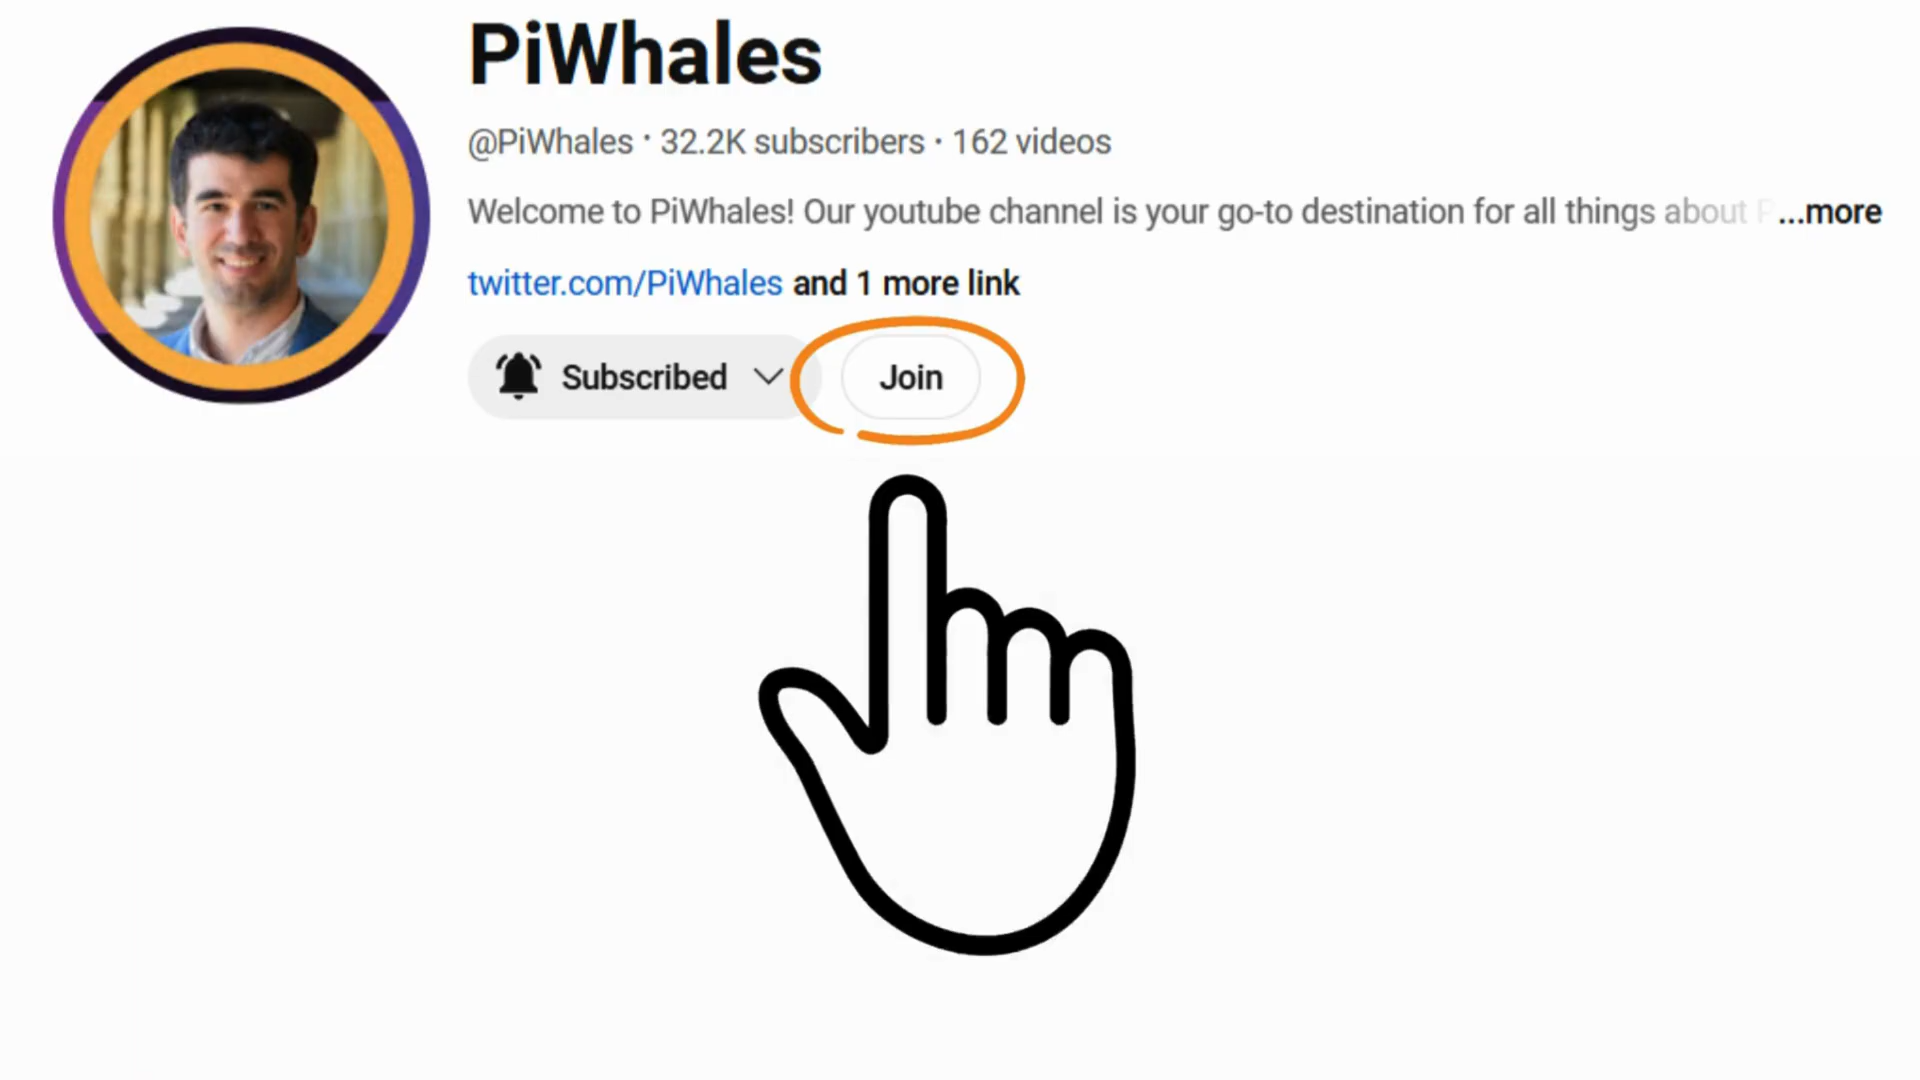 PiWhales
@PiWhales · 32.2K subscribers · 162 videos
Welcome to PiWhales! Our youtube channel is your go-to destination for all things about ...more
twitter.com/PiWhales and 1 more link
Subscribed
Join